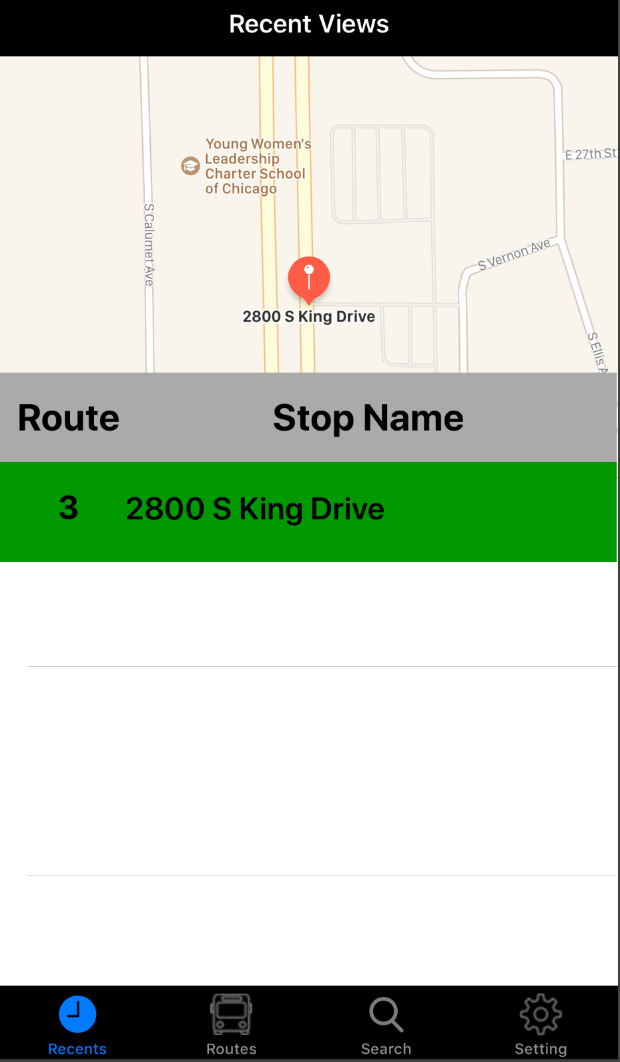 Recent Views
Young Women's
Leadership
Charter School
of Chicago
E 27th St
S Calumet Ave
S Vernon Ave
2800 S King Drive
S Ellis A
Route Stop Name
3 2800 S King Drive
Recents Routes Search Setting